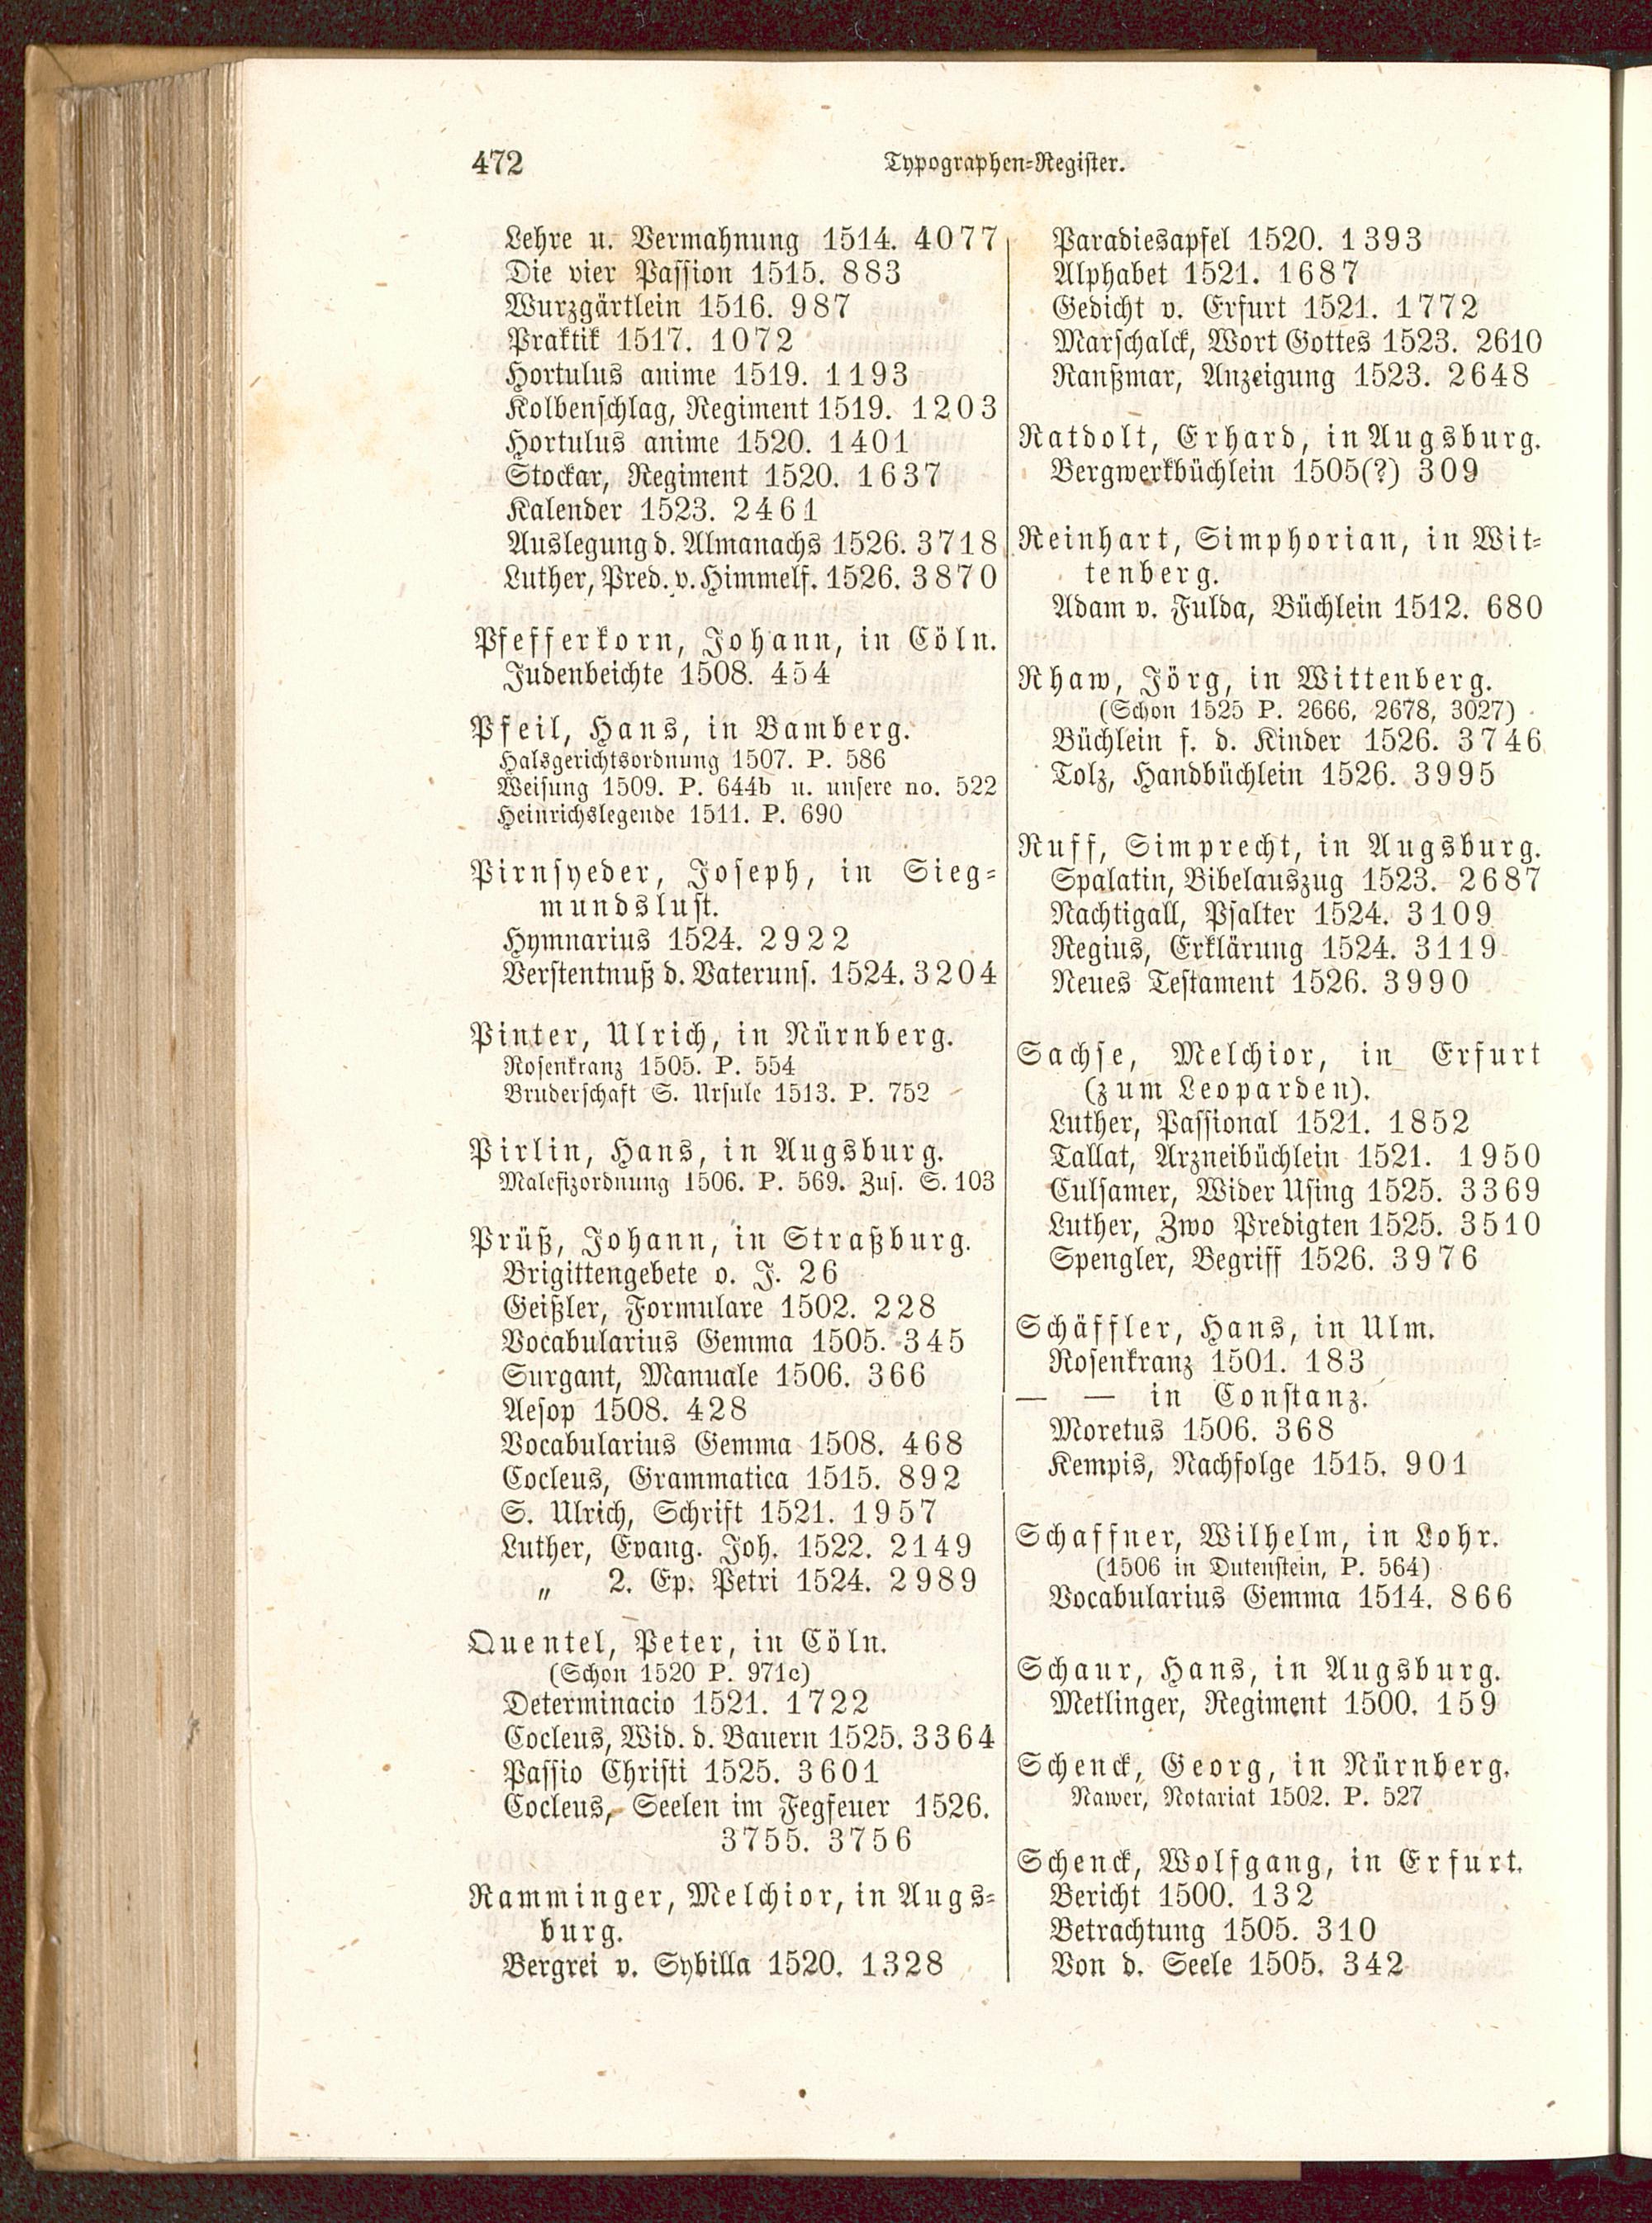 472
Typographen-Register.
Lehre u. Vermahnung 1514. 4077
Die vier Passion 1515. 883
Wurzgärtlein 1516. 987
Praktik 1517. 1072
Hortulus anime 1519. 1193
Kolbenschlag, Regiment 1519. 1203
Hortulus anime 1520. 1401
Stockar, Regiment 1520. 1637
Kalender 1523. 2461
Auslegung d. Almanachs 1526. 3718
Luther, Pred. v. Himmelf. 1526. 3870
Pfefferkorn, Johann, in Cöln.
Judenbeichte 1508. 454
Pfeil, Hans, in Bamberg.
Halsgerichtsordnung 1507. P. 586
Weisung 1509. P. 644b u. unsere no. 522
Heinrichslegende 1511. P. 690
Pirnsyeder, Joseph, in Sieg-
mundslust.
Hymnarius 1524. 2922
Verstentnuß d. Vateruns. 1524. 3204
Pinter, Ulrich, in Nürnberg.
Rosenkranz 1505. P. 554
Bruderschaft S. Ursule 1513. P. 752
Pirlin, Hans, in Augsburg.
Malefizordnung 1506. P. 569. Zus. S. 103
Prüß, Johann, in Straßburg.
Brigittengebete o. J. 26
Geißler, Formulare 1502. 228
Vocabularius Gemma 1505. 345
Surgant, Manuale 1506. 366
Aesop 1508. 428
Vocabularius Gemma 1508. 468
Cocleus, Grammatica 1515. 892
S. Ulrich, Schrift 1521. 1957
Luther, Evang. Joh. 1522. 2149
„ 2. Ep. Petri 1524. 2989
Quentel, Peter, in Cöln.
(Schon 1520 P. 971c)
Determinacio 1521. 1722
Cocleus, Wid. d. Bauern 1525. 3364
Passio Christi 1525. 3601
Cocleus, Seelen im Fegfeuer 1526.
3755. 3756
Ramminger, Melchior, in Augs-
burg.
Bergrei v. Sybilla 1520. 1328
Paradiesapfel 1520. 1393
Alphabet 1521. 1687
Gedicht v. Erfurt 1521. 1772
Marschalck, Wort Gottes 1523. 2610
Ranßmar, Anzeigung 1523. 2648
Ratdolt, Erhard, in Augsburg.
Bergwerkbüchlein 1505(?) 309
Reinhart, Simphorian, in Wit-
tenberg.
Adam v. Fulda, Büchlein 1512. 680
Rhaw, Jörg, in Wittenberg.
(Schon 1525 P. 2666, 2678, 3027)
Büchlein f. d. Kinder 1526. 3746
Tolz, Handbüchlein 1526. 3995
Ruff, Simprecht, in Augsburg.
Spalatin, Bibelauszug 1523. 2687
Nachtigall, Psalter 1524. 3109
Regius, Erklärung 1524. 3119
Neues Testament 1526. 3990
Sachse, Melchior, in Erfurt
(zum Leoparden).
Luther, Passional 1521. 1852
Tallat, Arzneibüchlein 1521. 1950
Culsamer, Wider Using 1525. 3369
Luther, Zwo Predigten 1525. 3510
Spengler, Begriff 1526. 3976
Schäffler, Hans, in Ulm.
Rosenkranz 1501. 183
— — in Constanz.
Moretus 1506. 368
Kempis, Nachfolge 1515. 901
Schaffner, Wilhelm, in Lohr.
(1506 in Dutenstein, P. 564)
Vocabularius Gemma 1514. 866
Schaur, Hans, in Augsburg.
Metlinger, Regiment 1500. 159
Schenck, Georg, in Nürnberg.
Nawer, Notariat 1502. P. 527
Schenck, Wolfgang, in Erfurt.
Bericht 1500. 132
Betrachtung 1505. 310
Von d. Seele 1505. 342